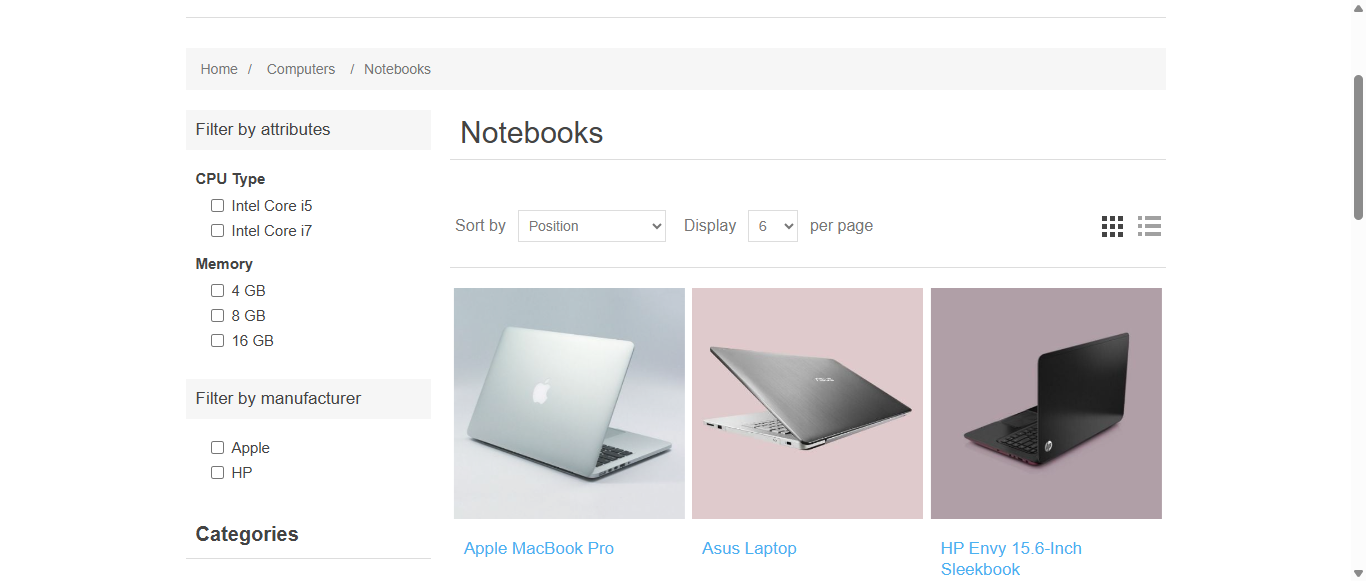 Home / Computers / Notebooks
Filter by attributes
CPU Type
Intel Core i5
Intel Core i7
Memory
4 GB
8 GB
16 GB
Filter by manufacturer
Apple
HP
Categories
Notebooks
Sort by Position Display 6 per page
ASUS
hp
Apple MacBook Pro
Asus Laptop
HP Envy 15.6-Inch
Sleekbook